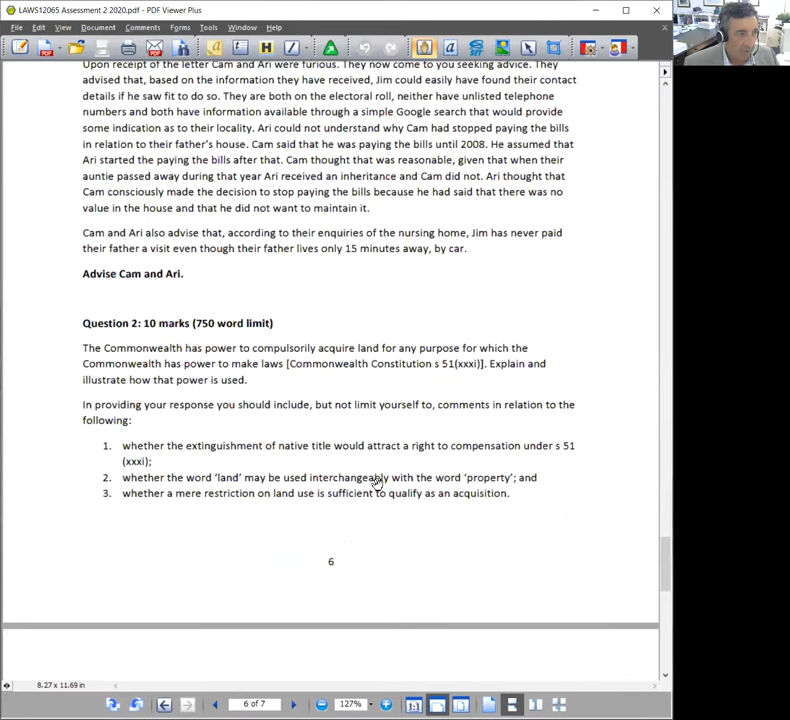 LAWS12065 Assessment 2 2020.pdf - PDF Viewer Plus
File Edit View Document Comments Forms Tools Window Help
Upon receipt of the letter Cam and Ari were furious. They now come to you seeking advice. They
advised that, based on the information they have received, Jim could easily have found their contact
details if he saw fit to do so. They are both on the electoral roll, neither have unlisted telephone
numbers and both have information available through a simple Google search that would provide
some indication as to their locality. Ari could not understand why Cam had stopped paying the bills
in relation to their father's house. Cam said that he was paying the bills until 2008. He assumed that
Ari started the paying the bills after that. Cam thought that was reasonable, given that when their
auntie passed away during that year Ari received an inheritance and Cam did not. Ari thought that
Cam consciously made the decision to stop paying the bills because he had said that there was no
value in the house and that he did not want to maintain it.
Cam and Ari also advise that, according to their enquiries of the nursing home, Jim has never paid
their father a visit even though their father lives only 15 minutes away, by car.
Advise Cam and Ari.
Question 2: 10 marks (750 word limit)
The Commonwealth has power to compulsorily acquire land for any purpose for which the
Commonwealth has power to make laws [Commonwealth Constitution s 51(xxxi)]. Explain and
illustrate how that power is used.
In providing your response you should include, but not limit yourself to, comments in relation to the
following:
1. whether the extinguishment of native title would attract a right to compensation under s 51
(xxxi);
2. whether the word 'land' may be used interchangeably with the word 'property'; and
3. whether a mere restriction on land use is sufficient to qualify as an acquisition.
6
8.27 x 11.69 in
6 of 7
127%
1:1